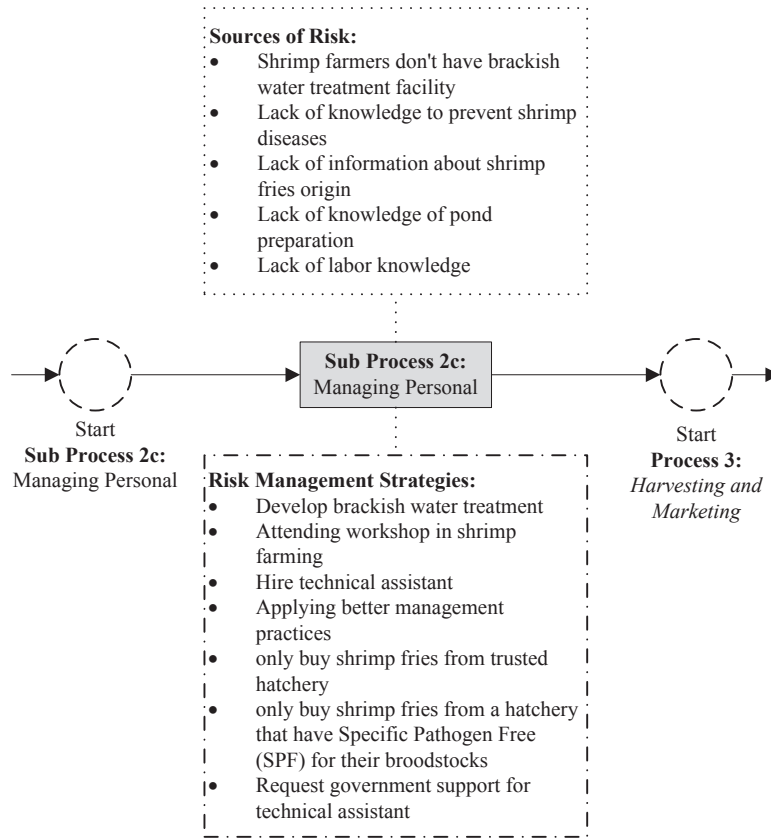 Sources of Risk:
• Shrimp farmers don't have brackish
water treatment facility
• Lack of knowledge to prevent shrimp
diseases
• Lack of information about shrimp
fries origin
• Lack of knowledge of pond
preparation
• Lack of labor knowledge
Sub Process 2c:
Managing Personal
Start
Sub Process 2c:
Managing Personal
Start
Process 3:
Harvesting and
Marketing
Risk Management Strategies:
• Develop brackish water treatment
• Attending workshop in shrimp
farming
• Hire technical assistant
• Applying better management
practices
• only buy shrimp fries from trusted
hatchery
• only buy shrimp fries from a hatchery
that have Specific Pathogen Free
(SPF) for their broodstocks
• Request government support for
technical assistant